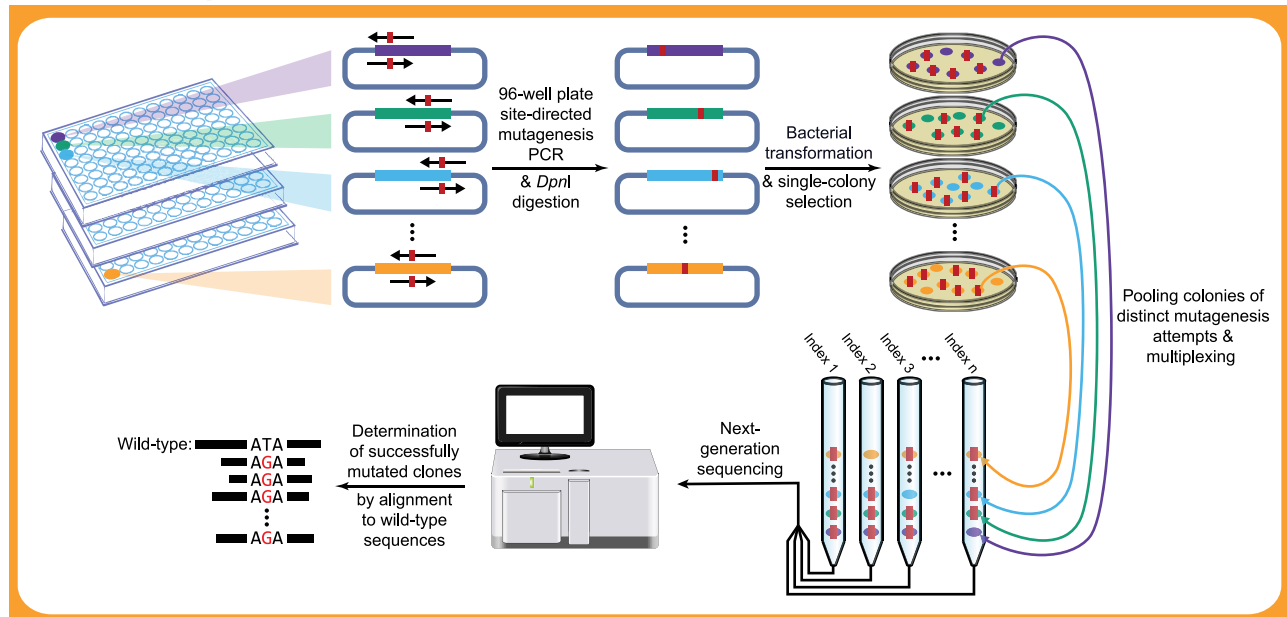 96-well plate
site-directed
mutagenesis
PCR
& DpnI
digestion
Bacterial
transformation
& single-colony
selection
Pooling colonies of
distinct mutagenesis
attempts &
multiplexing
Index 1
Index 2
Index 3
Index n
Next-
generation
sequencing
Determination
of successfully
mutated clones
by alignment
to wild-type
sequences
Wild-type: ATA
AGA
AGA
AGA
AGA